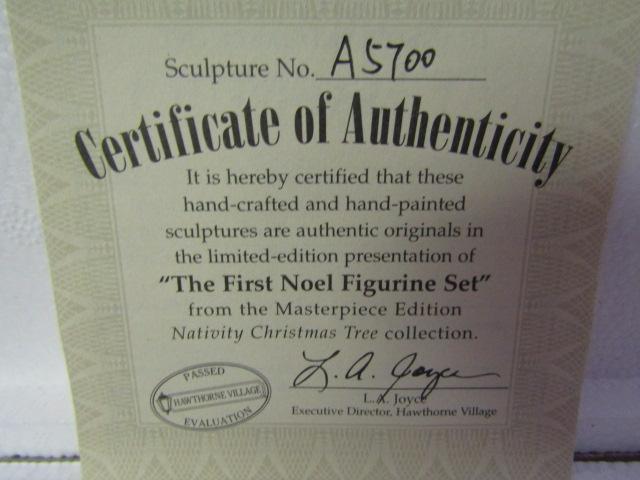 Sculpture No. A5700
Certificate of Authenticity
It is hereby certified that these
hand-crafted and hand-painted
sculptures are authentic originals in
the limited-edition presentation of
"The First Noel Figurine Set"
from the Masterpiece Edition
Nativity Christmas Tree collection.
L. A. Joyce
L.A. Joyce
Executive Director, Hawthorne Village
PASSED
HAWTHORNE VILLAGE
EVALUATION